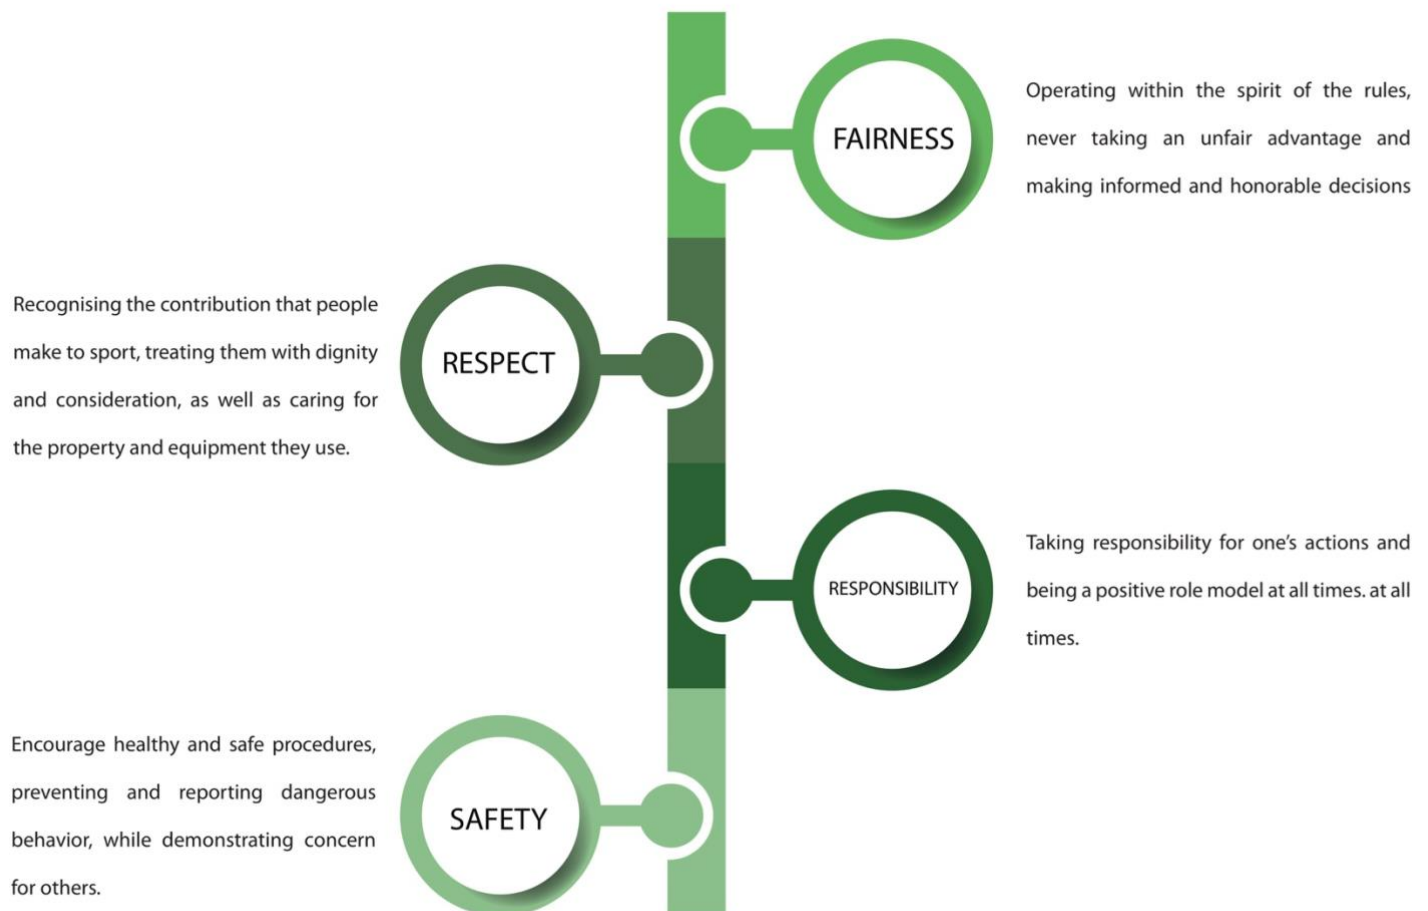 FAIRNESS
Operating within the spirit of the rules,
never taking an unfair advantage and
making informed and honorable decisions
RESPECT
Recognising the contribution that people
make to sport, treating them with dignity
and consideration, as well as caring for
the property and equipment they use.
RESPONSIBILITY
Taking responsibility for one’s actions and
being a positive role model at all times. at all
times.
SAFETY
Encourage healthy and safe procedures,
preventing and reporting dangerous
behavior, while demonstrating concern
for others.